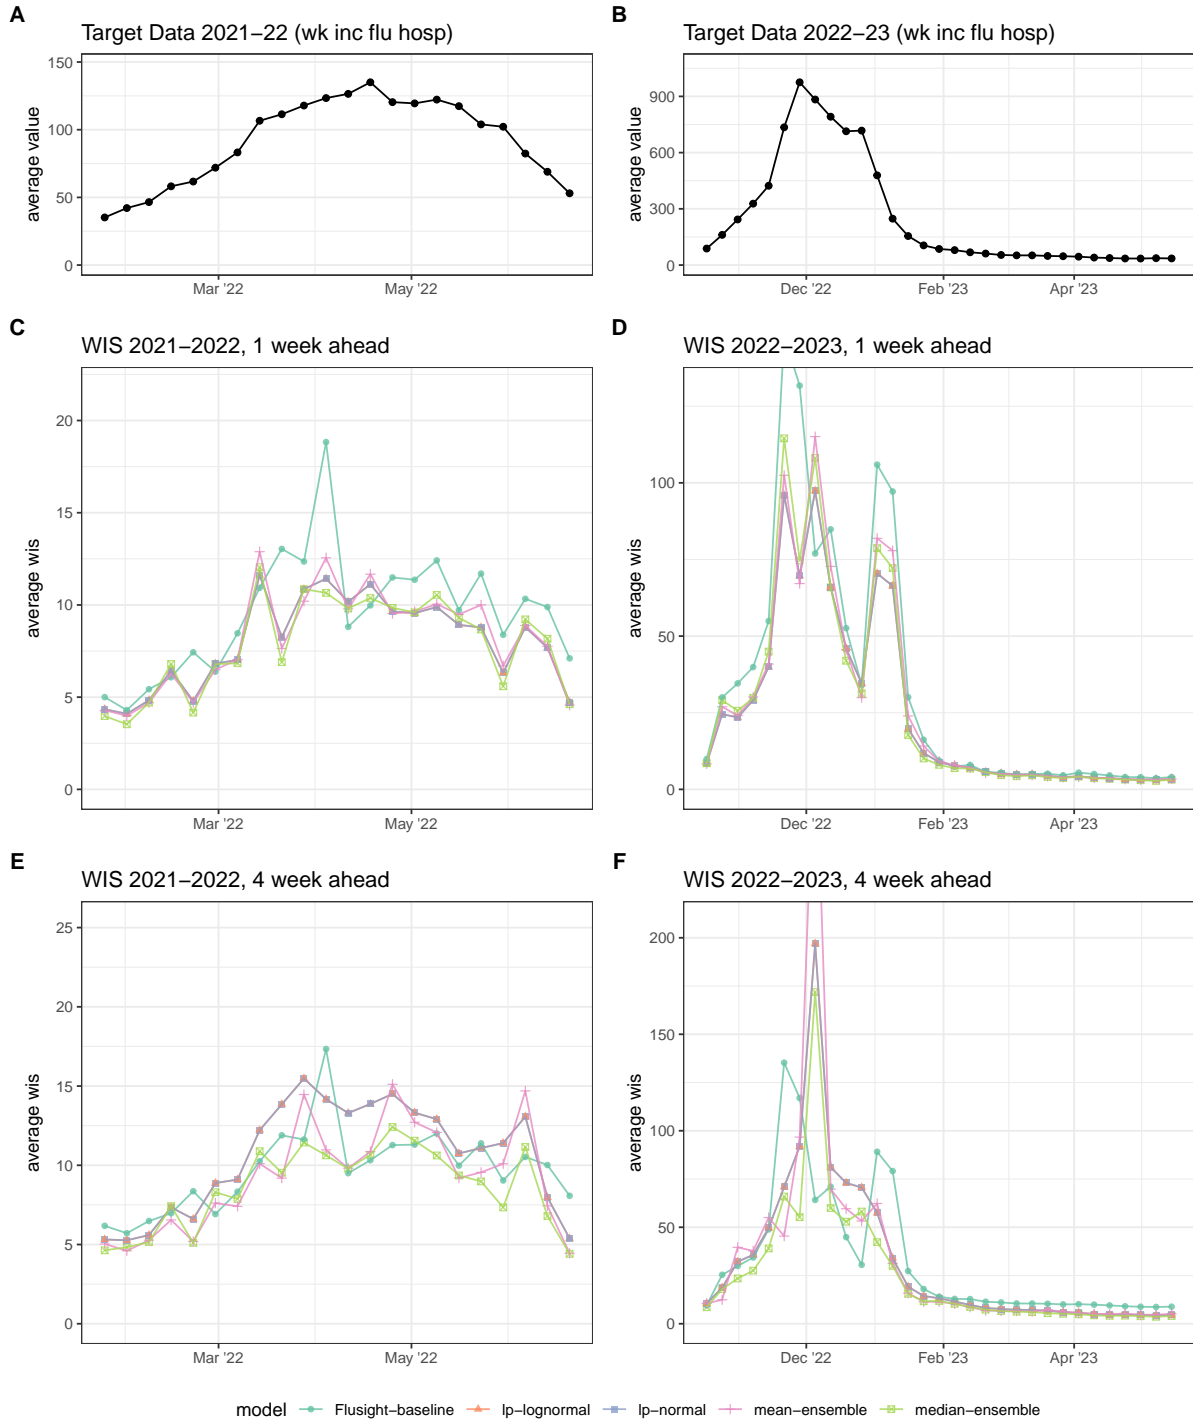 A
Target Data 2021−22 (wk inc flu hosp)
150
100
50
0
average value
Mar '22
May '22
B
Target Data 2022−23 (wk inc flu hosp)
900
600
300
0
average value
Dec '22
Feb '23
Apr '23
C
WIS 2021−2022, 1 week ahead
20
15
10
5
0
average wis
Mar '22
May '22
D
WIS 2022−2023, 1 week ahead
100
50
0
average wis
Dec '22
Feb '23
Apr '23
E
WIS 2021−2022, 4 week ahead
25
20
15
10
5
0
average wis
Mar '22
May '22
F
WIS 2022−2023, 4 week ahead
200
150
100
50
0
average wis
Dec '22
Feb '23
Apr '23
model Flusight−baseline lp−lognormal lp−normal mean−ensemble median−ensemble